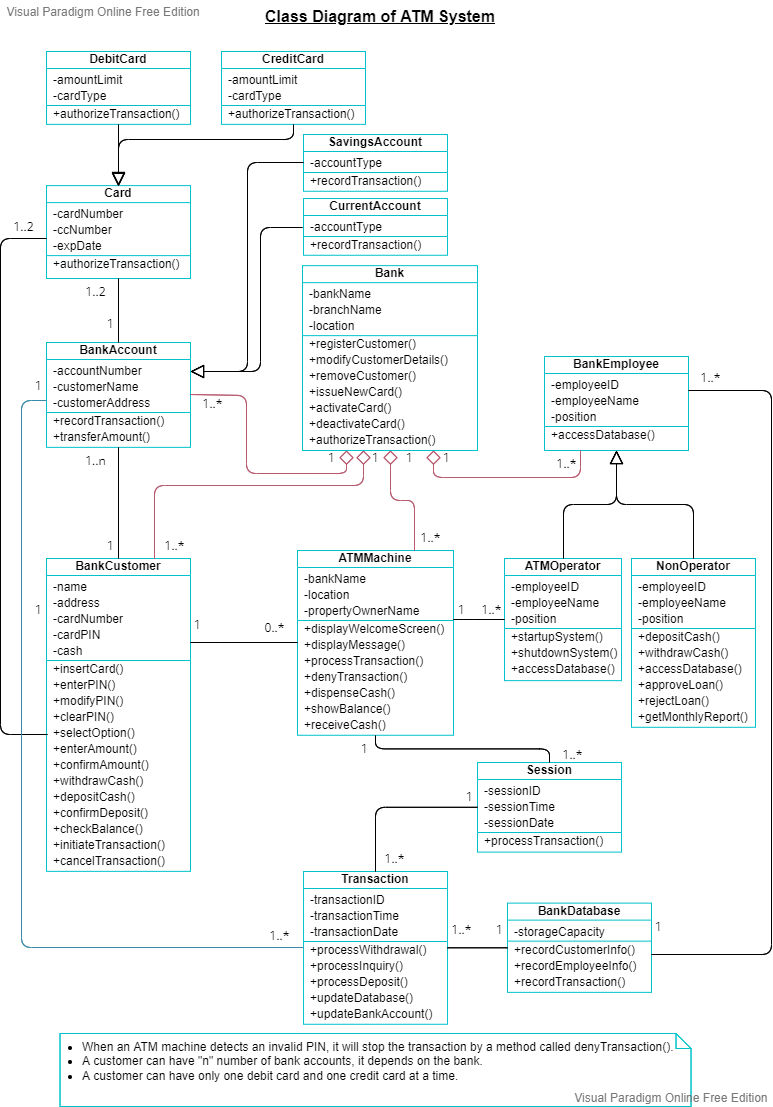 Visual Paradigm Online Free Edition
Class Diagram of ATM System
DebitCard
-amountLimit
-cardType
+authorizeTransaction()
CreditCard
-amountLimit
-cardType
+authorizeTransaction()
SavingsAccount
-accountType
+recordTransaction()
Card
-cardNumber
-ccNumber
-expDate
+authorizeTransaction()
CurrentAccount
-accountType
+recordTransaction()
1..2
1..2
1
Bank
-bankName
-branchName
-location
+registerCustomer()
+modifyCustomerDetails()
+removeCustomer()
+issueNewCard()
+activateCard()
+deactivateCard()
+authorizeTransaction()
BankAccount
-accountNumber
-customerName
-customerAddress
+recordTransaction()
+transferAmount()
1
1..*
BankEmployee
-employeeID
-employeeName
-position
+accessDatabase()
1..*
1
1
1
1
1..*
1..n
1
1..*
1..*
BankCustomer
-name
-address
-cardNumber
-cardPIN
-cash
+insertCard()
+enterPIN()
+modifyPIN()
+clearPIN()
+selectOption()
+enterAmount()
+confirmAmount()
+withdrawCash()
+depositCash()
+confirmDeposit()
+checkBalance()
+initiateTransaction()
+cancelTransaction()
1
1
0..*
ATMMachine
-bankName
-location
-propertyOwnerName
+displayWelcomeScreen()
+displayMessage()
+processTransaction()
+denyTransaction()
+dispenseCash()
+showBalance()
+receiveCash()
1
1..*
ATMOperator
-employeeID
-employeeName
-position
+startupSystem()
+shutdownSystem()
+accessDatabase()
NonOperator
-employeeID
-employeeName
-position
+depositCash()
+withdrawCash()
+accessDatabase()
+approveLoan()
+rejectLoan()
+getMonthlyReport()
1
1..*
Session
-sessionID
-sessionTime
-sessionDate
+processTransaction()
1
1..*
Transaction
-transactionID
-transactionTime
-transactionDate
+processWithdrawal()
+processInquiry()
+processDeposit()
+updateDatabase()
+updateBankAccount()
1..*
1..*
1
BankDatabase
-storageCapacity
+recordCustomerInfo()
+recordEmployeeInfo()
+recordTransaction()
1
• When an ATM machine detects an invalid PIN, it will stop the transaction by a method called denyTransaction().
• A customer can have "n" number of bank accounts, it depends on the bank.
• A customer can have only one debit card and one credit card at a time.
Visual Paradigm Online Free Edition